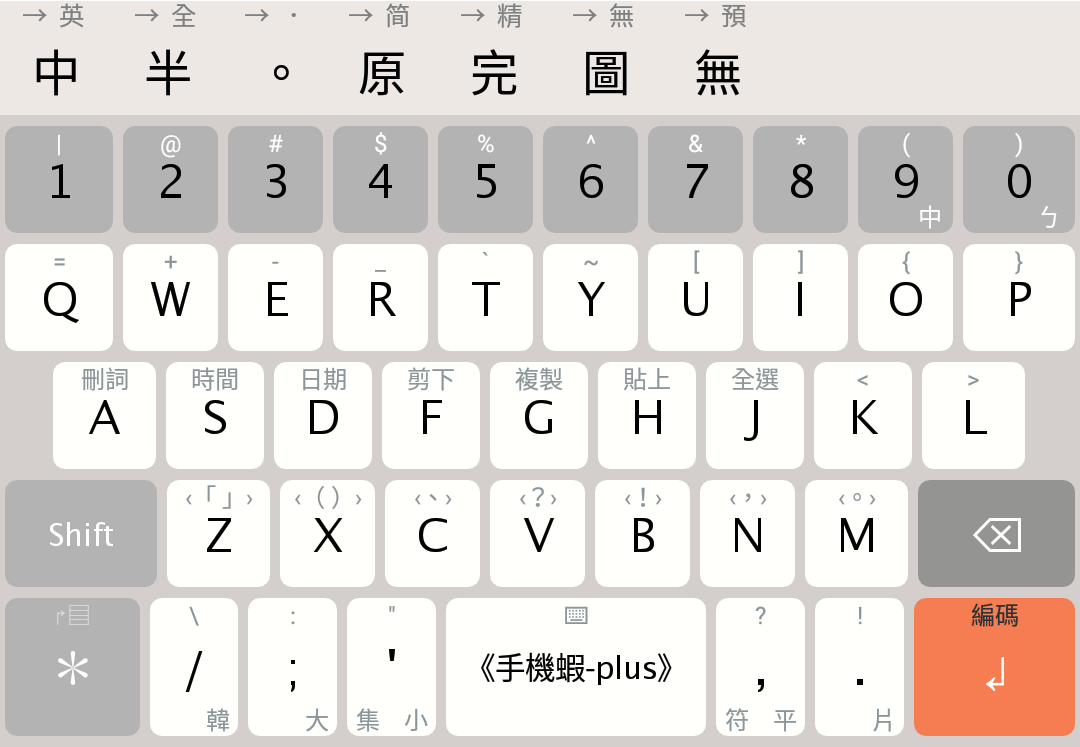 → 英 → 全 → · → 简 → 精 → 無 → 預
中 半 。 原 完 圖 無
| @ # $ % ^ & * ( )
1 2 3 4 5 6 7 8 9 0
中 ㄅ
= + - _ ` ~ [ ] { }
Q W E R T Y U I O P
刪詞 時間 日期 剪下 複製 貼上 全選 < >
A S D F G H J K L
‹「」› ‹（）› ‹、› ‹？› ‹！› ‹，› ‹。›
Shift Z X C V B N M
\ : " ? ! 編碼
* / ; ' 《手機蝦-plus》 , .
韓 大 集 小 符 平 片